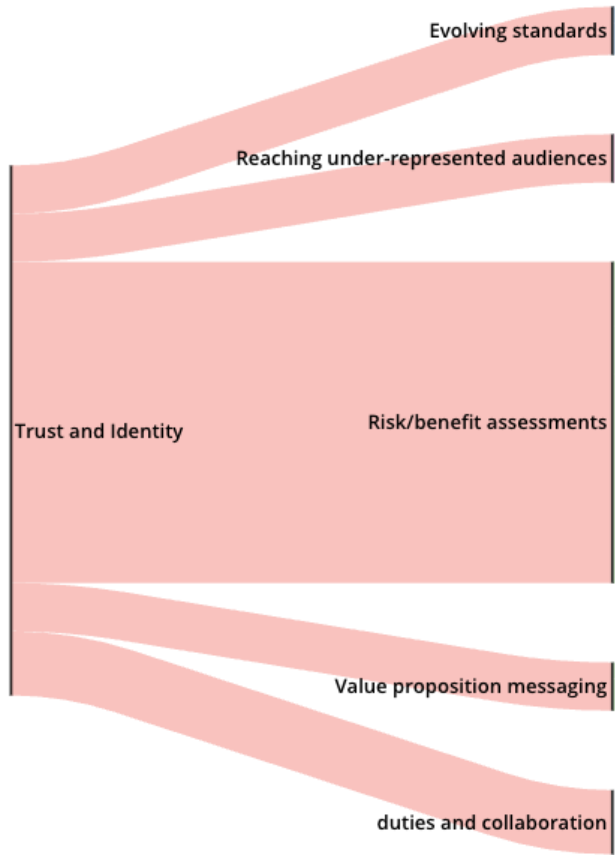 Evolving standards
Reaching under-represented audiences
Risk/benefit assessments
Trust and Identity
Value proposition messaging
duties and collaboration